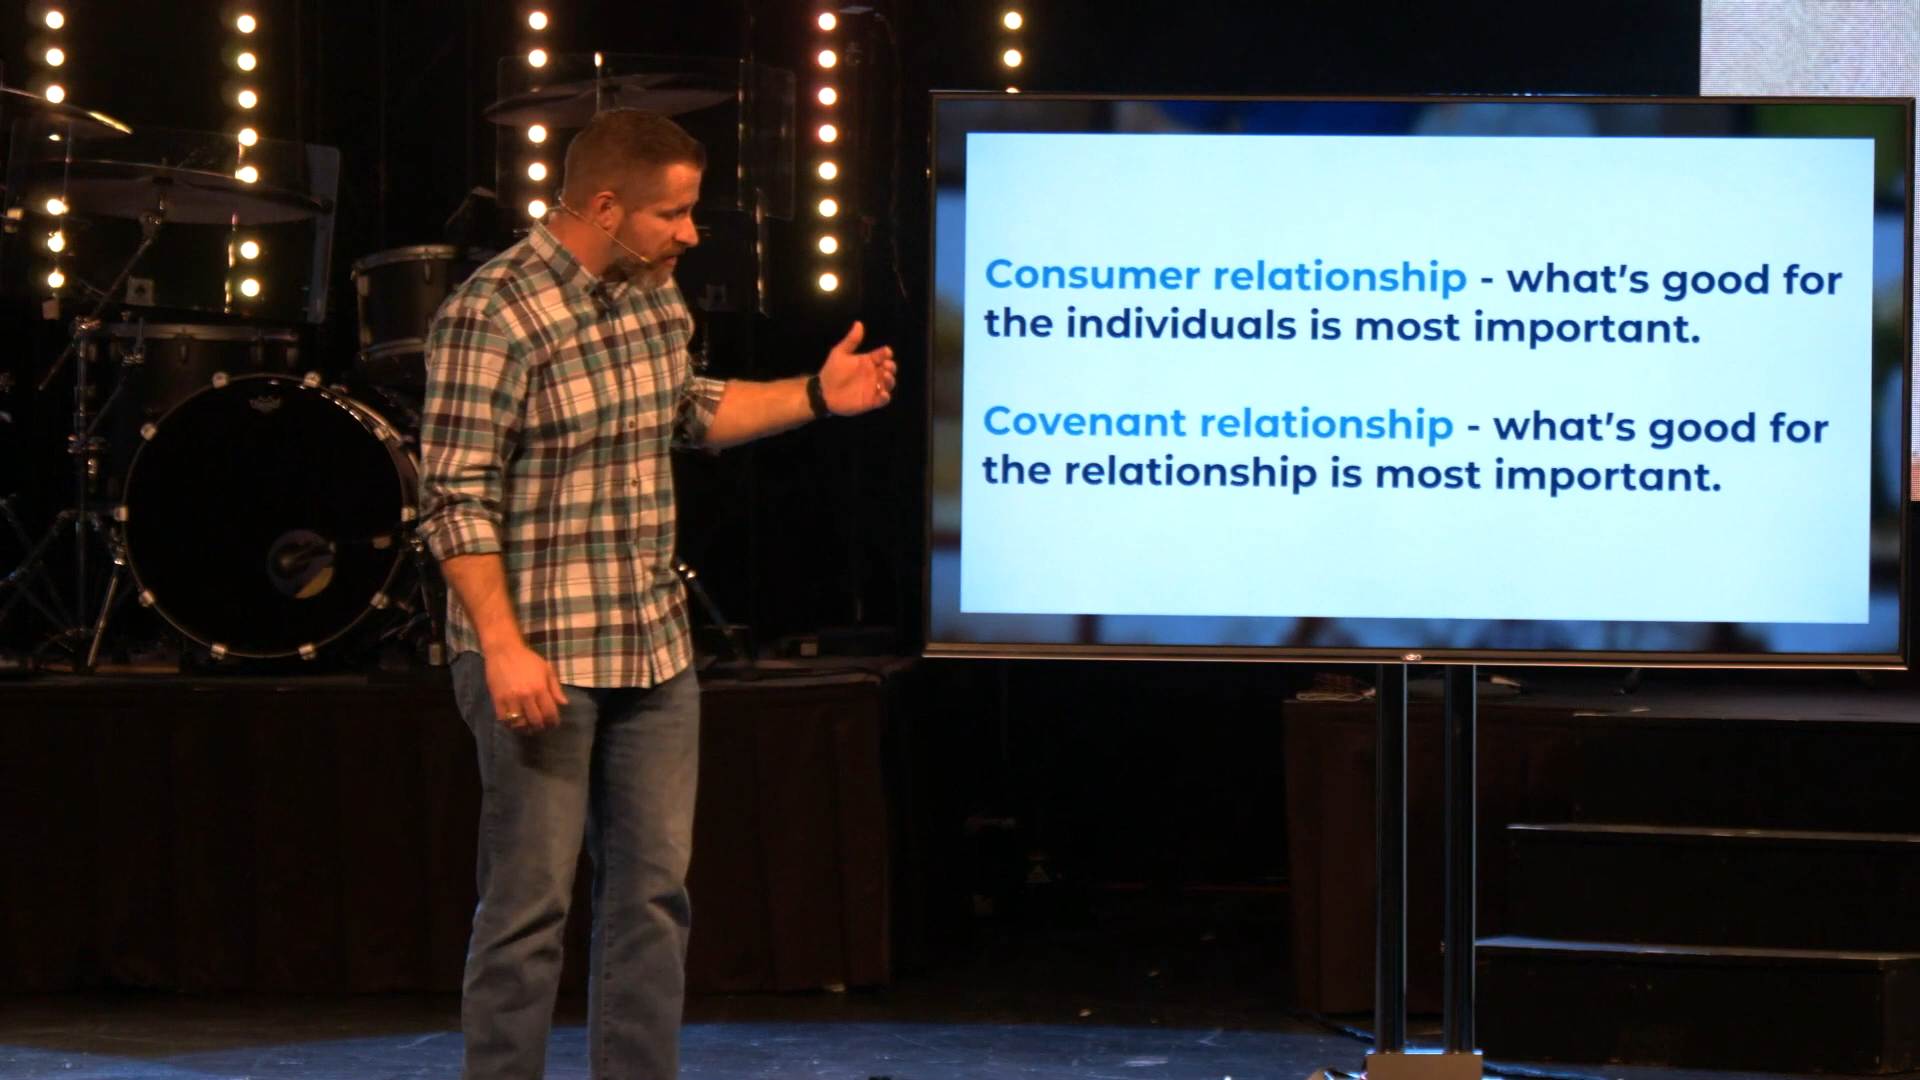 Consumer relationship - what's good for
the individuals is most important.
Covenant relationship - what's good for
the relationship is most important.